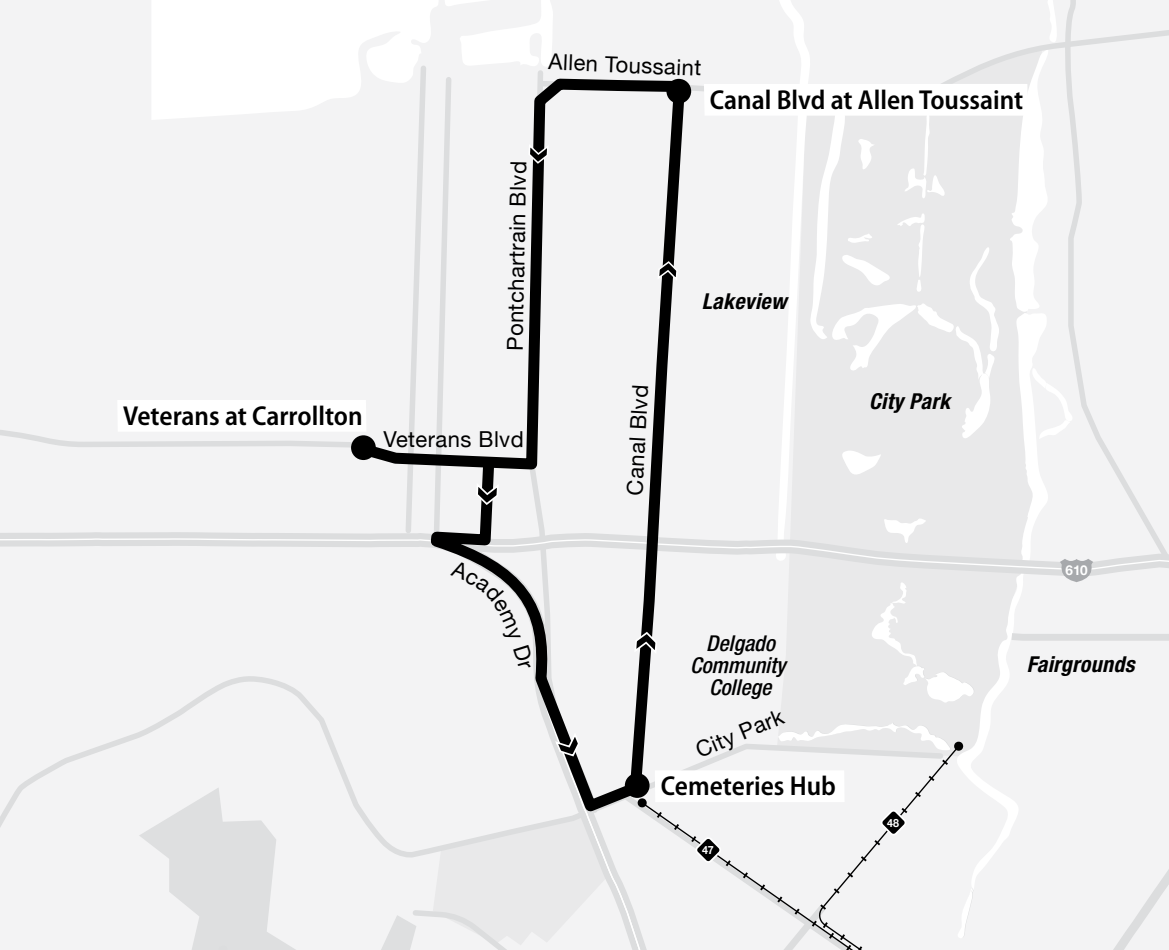 Allen Toussaint
Canal Blvd at Allen Toussaint
Pontchartrain Blvd
Lakeview
Canal Blvd
City Park
Veterans at Carrollton
Veterans Blvd
610
Academy Dr
Delgado
Community
College
Fairgrounds
City Park
Cemeteries Hub
48
47